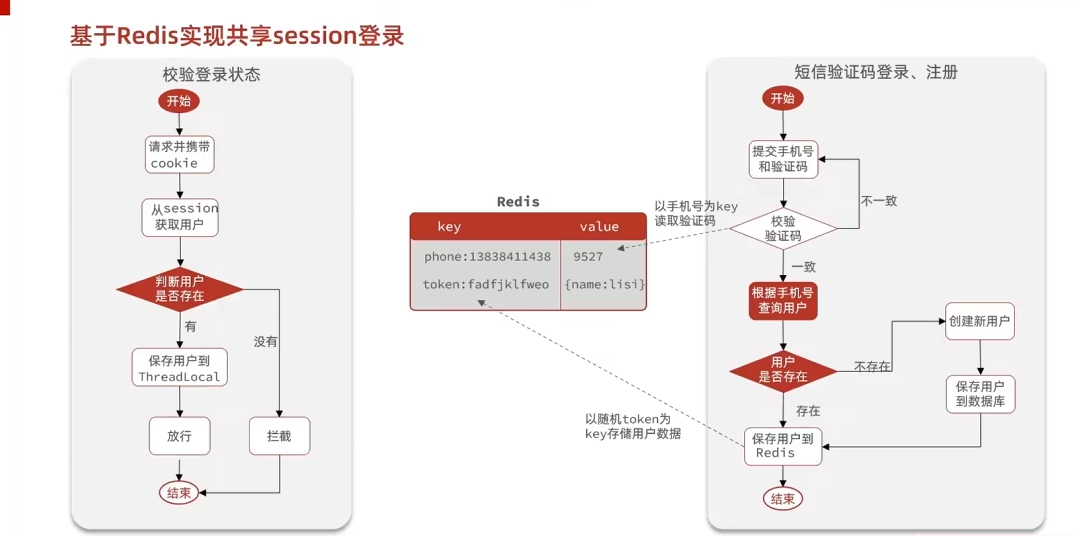 基于Redis实现共享session登录
校验登录状态
开始
请求并携带
cookie
从session
获取用户
判断用户
是否存在
有
没有
保存用户到
ThreadLocal
放行
拦截
结束
Redis
key
value
phone:13838411438
9527
token:fadfjklfweo
{name:lisi}
以手机号为key
读取验证码
以随机token为
key存储用户数据
短信验证码登录、注册
开始
提交手机号
和验证码
不一致
校验
验证码
一致
根据手机号
查询用户
用户
是否存在
不存在
创建新用户
保存用户
到数据库
存在
保存用户到
Redis
结束